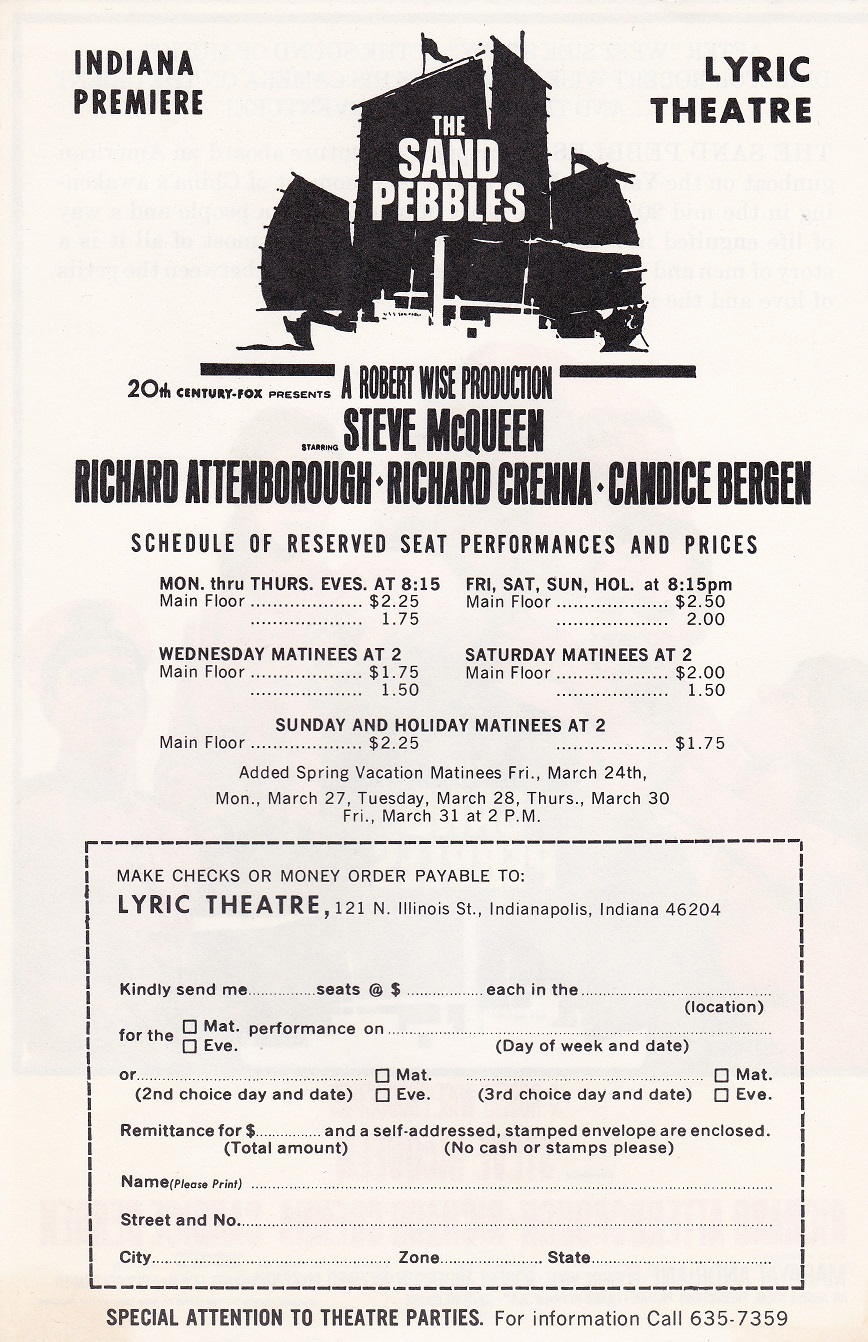 INDIANA
PREMIERE
LYRIC
THEATRE
THE
SAND
PEBBLES
20th CENTURY-FOX PRESENTS A ROBERT WISE PRODUCTION
STARRING STEVE McQUEEN
RICHARD ATTENBOROUGH · RICHARD CRENNA · CANDICE BERGEN
SCHEDULE OF RESERVED SEAT PERFORMANCES AND PRICES
MON. thru THURS. EVES. AT 8:15
Main Floor ................... $2.25
................... 1.75
FRI, SAT, SUN, HOL. at 8:15pm
Main Floor ................... $2.50
................... 2.00
WEDNESDAY MATINEES AT 2
Main Floor ................... $1.75
................... 1.50
SATURDAY MATINEES AT 2
Main Floor ................... $2.00
................... 1.50
SUNDAY AND HOLIDAY MATINEES AT 2
Main Floor ................... $2.25 ................... $1.75
Added Spring Vacation Matinees Fri., March 24th,
Mon., March 27, Tuesday, March 28, Thurs., March 30
Fri., March 31 at 2 P.M.
MAKE CHECKS OR MONEY ORDER PAYABLE TO:
LYRIC THEATRE, 121 N. Illinois St., Indianapolis, Indiana 46204
Kindly send me...............seats @ $ ................. each in the...........................................
(location)
for the ☐ Mat. performance on...........................................
☐ Eve. (Day of week and date)
or........................................... ☐ Mat. ........................................... ☐ Mat.
(2nd choice day and date) ☐ Eve. (3rd choice day and date) ☐ Eve.
Remittance for $............... and a self-addressed, stamped envelope are enclosed.
(Total amount) (No cash or stamps please)
Name(Please Print) ...........................................
Street and No............................................
City........................................... Zone....................... State...........................................
SPECIAL ATTENTION TO THEATRE PARTIES. For information Call 635-7359